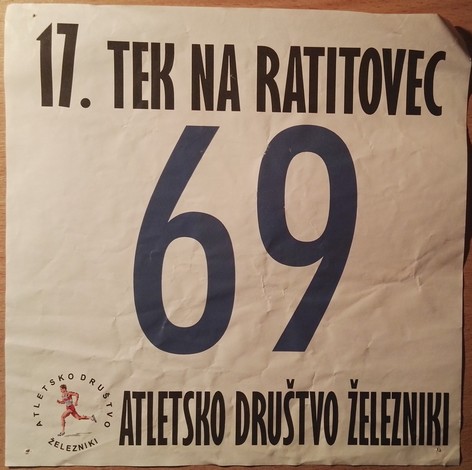 17. TEK NA RATITOVEC
69
ATLETSKO DRUŠTVO
ŽELEZNIKI
ATLETSKO DRUŠTVO ŽELEZNIKI